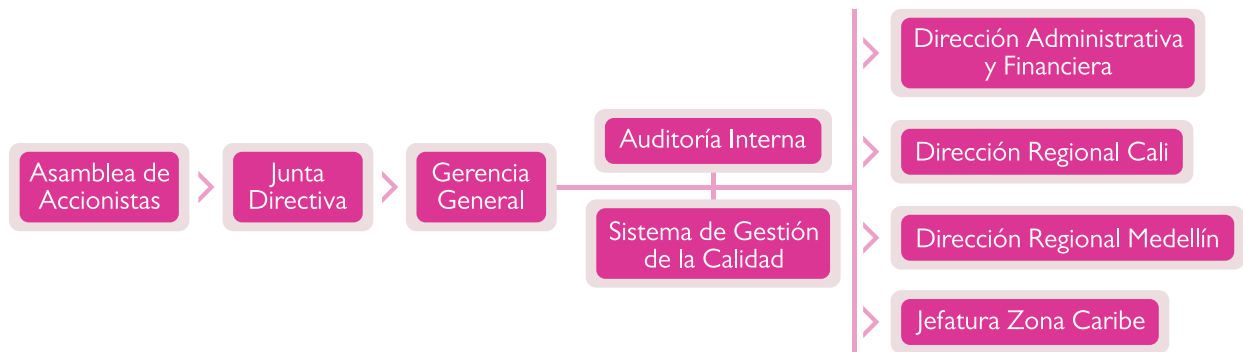 Asamblea de
Accionistas
Junta
Directiva
Gerencia
General
Auditoría Interna
Sistema de Gestión
de la Calidad
Dirección Administrativa
y Financiera
Dirección Regional Cali
Dirección Regional Medellín
Jefatura Zona Caribe